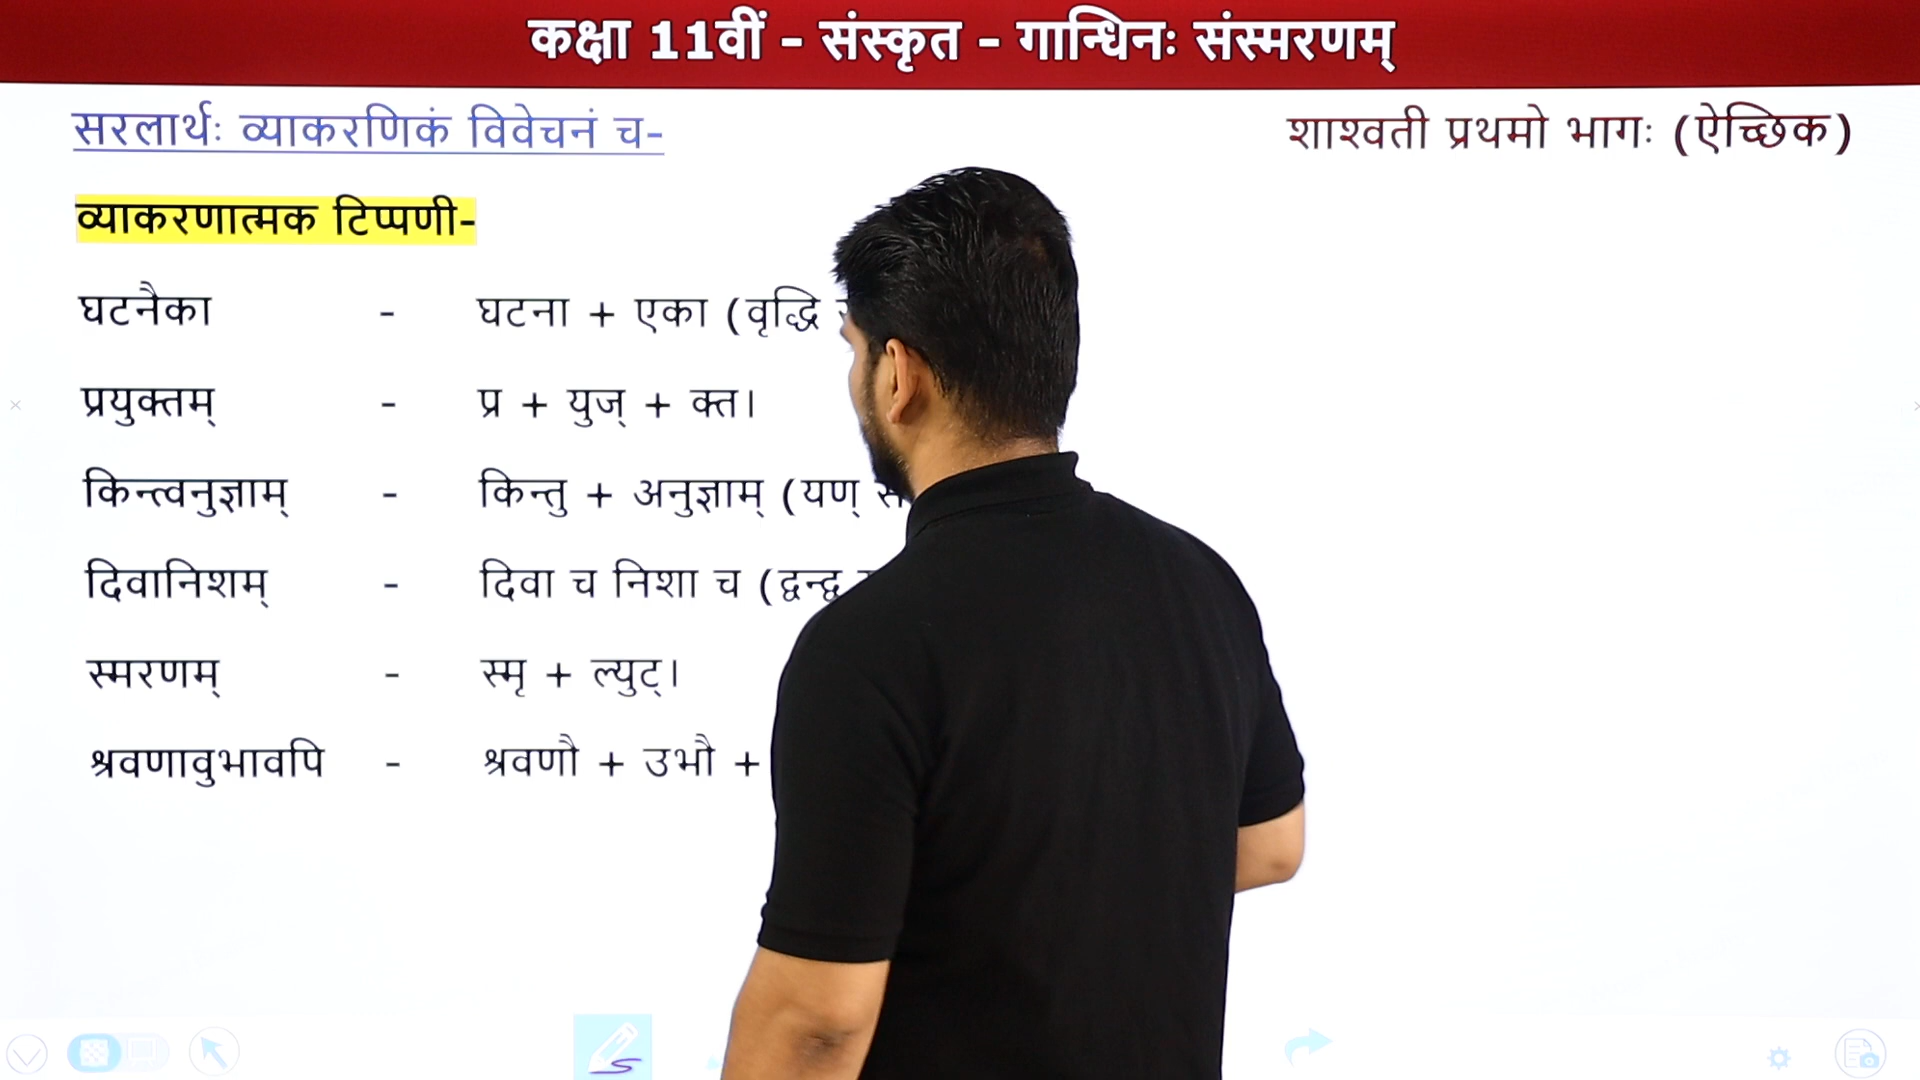 कक्षा 11वीं - संस्कृत - गान्धिनः संस्मरणम्
सरलार्थः व्याकरणिकं विवेचनं च-
शाश्वती प्रथमो भागः (ऐच्छिक)
व्याकरणात्मक टिप्पणी-
घटनैका - घटना + एका (वृद्धि
प्रयुक्तम् - प्र + युज् + क्त।
किन्त्वनुज्ञाम् - किन्तु + अनुज्ञाम् (यण्
दिवानिशम् - दिवा च निशा च (द्वन्द्व
स्मरणम् - स्मृ + ल्युट्।
श्रवणावुभावपि - श्रवणौ + उभौ +